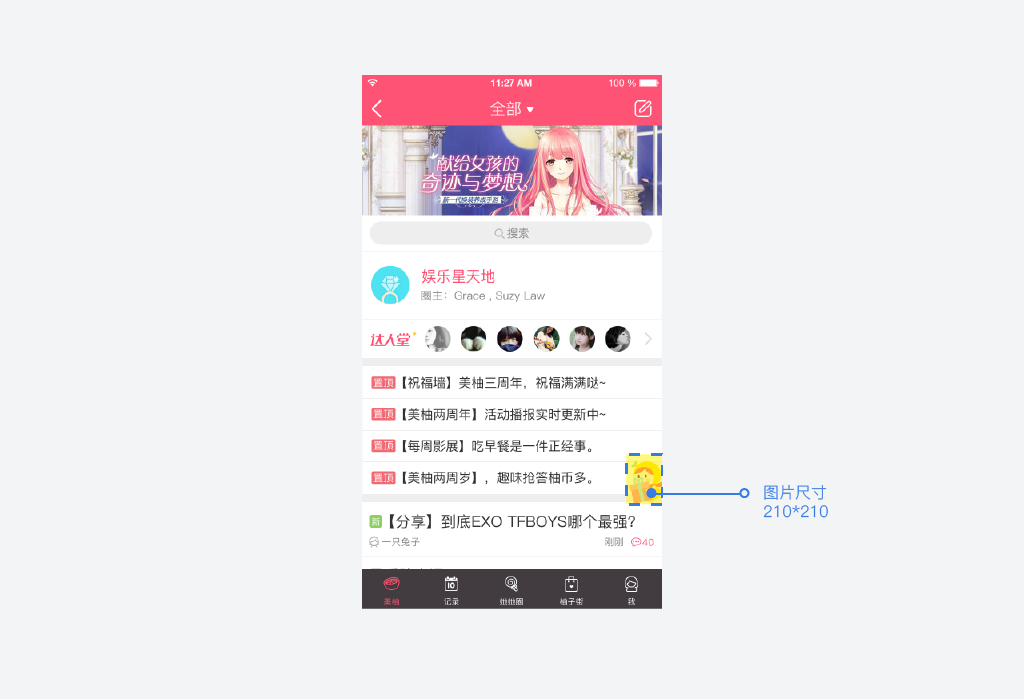 11:27 AM
100 %
全部
献给女孩的
奇迹与梦想
搜索
娱乐星天地
圈主：Grace , Suzy Law
达人堂
置顶【祝福墙】美柚三周年，祝福满满哒~
置顶【美柚两周年】活动播报实时更新中~
置顶【每周影展】吃早餐是一件正经事。
置顶【美柚两周岁】，趣味抢答柚币多。
图片尺寸
210*210
新【分享】到底EXO TFBOYS哪个最强？
一只兔子 刚刚 40
美柚 记录 她她圈 柚子街 我